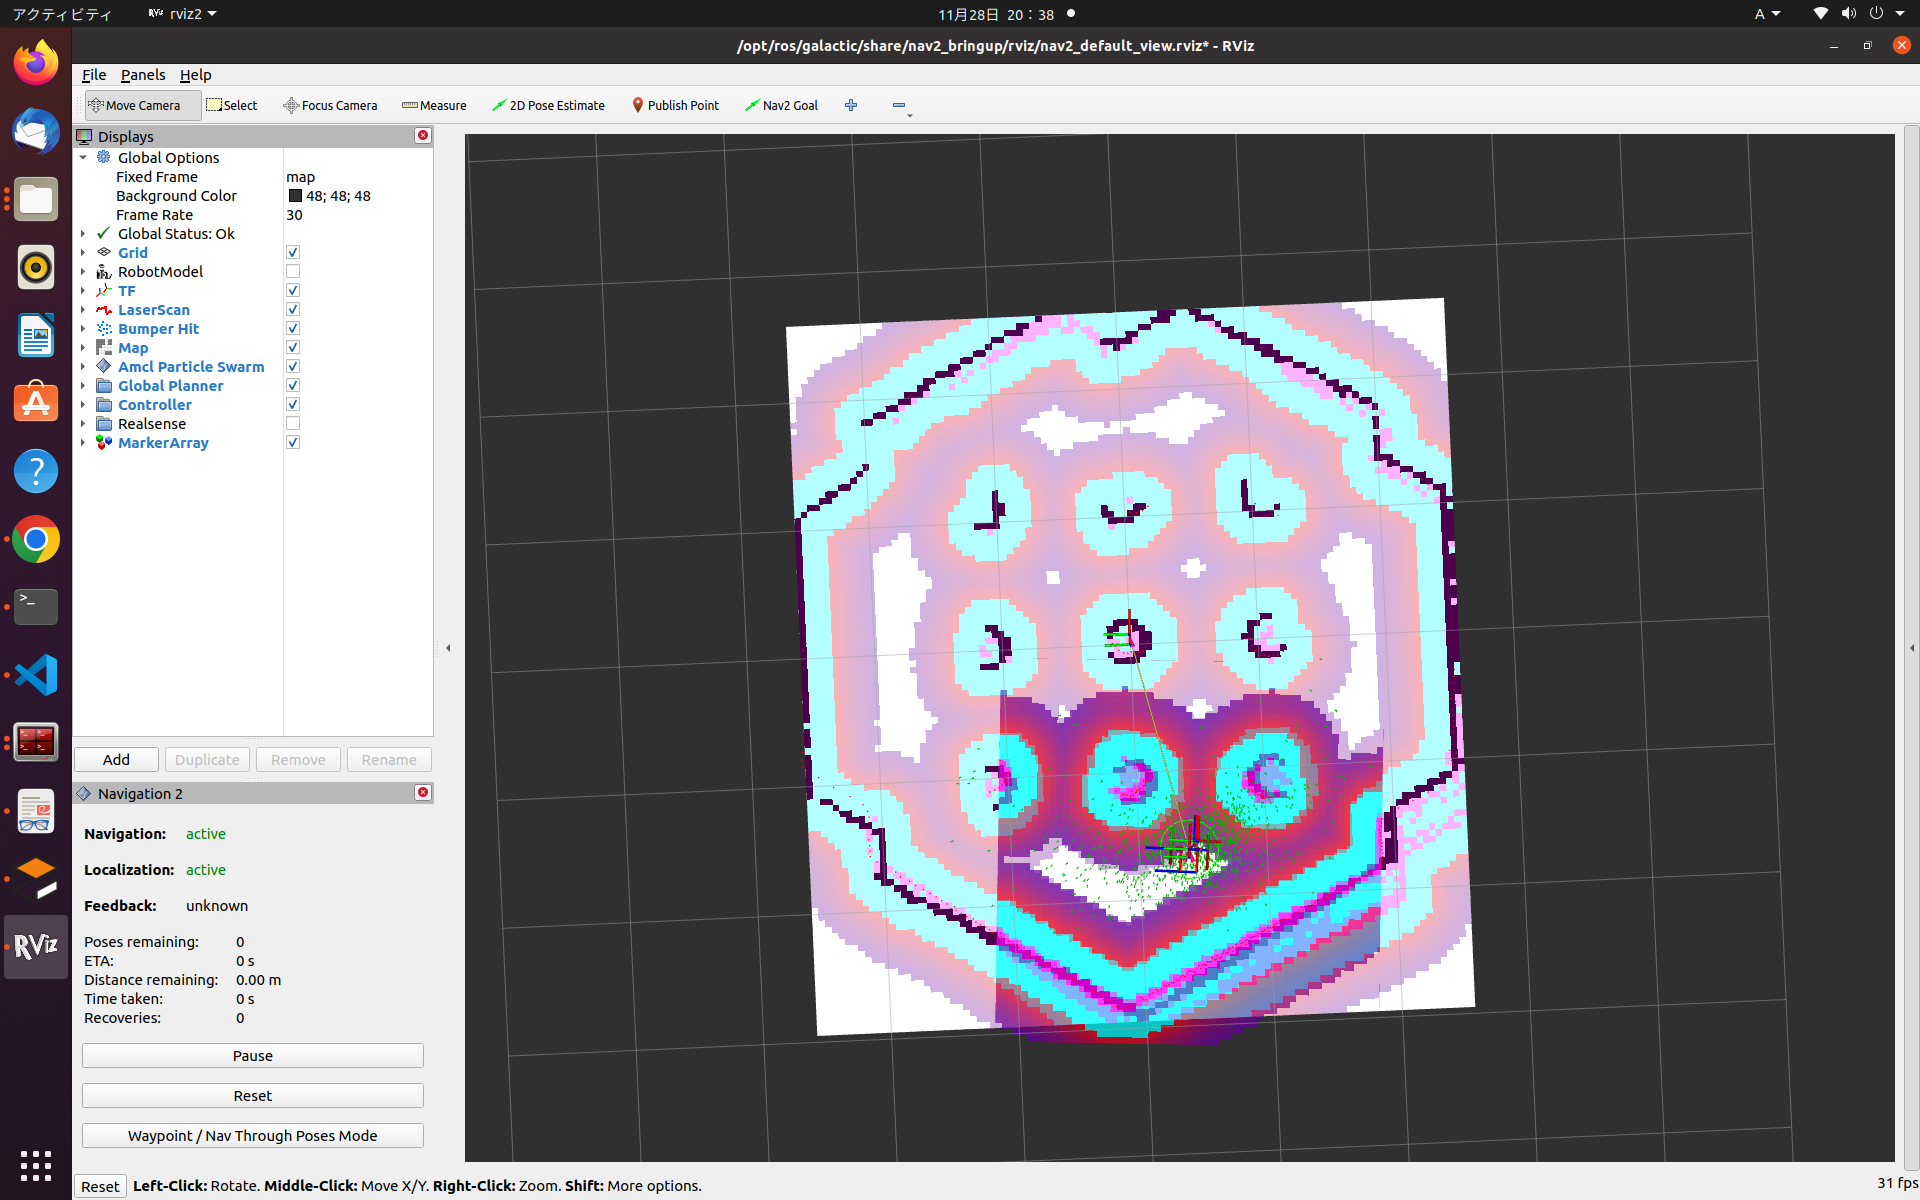 アクティビティ
rviz2
11月28日 20：38
A
/opt/ros/galactic/share/nav2_bringup/rviz/nav2_default_view.rviz* - RViz
File Panels Help
Move Camera Select Focus Camera Measure 2D Pose Estimate Publish Point Nav2 Goal
Displays
Global Options
Fixed Frame map
Background Color 48; 48; 48
Frame Rate 30
Global Status: Ok
Grid
RobotModel
TF
LaserScan
Bumper Hit
Map
Amcl Particle Swarm
Global Planner
Controller
Realsense
MarkerArray
Add Duplicate Remove Rename
Navigation 2
Navigation: active
Localization: active
Feedback: unknown
Poses remaining: 0
ETA: 0 s
Distance remaining: 0.00 m
Time taken: 0 s
Recoveries: 0
Pause
Reset
Waypoint / Nav Through Poses Mode
RViz
Reset Left-Click: Rotate. Middle-Click: Move X/Y. Right-Click: Zoom. Shift: More options.
31 fps